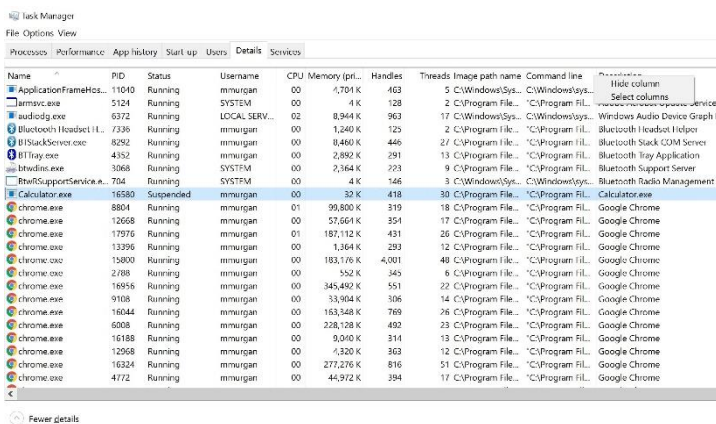 Task Manager
File Options View
Processes Performance App history Start-up Users Details Services
Name PID Status Username CPU Memory (pri... Handles Threads Image path name Command line
Hide column
Select columns
ApplicationFrameHos... 11040 Running mmurgan 00 4,704 K 463 5 C:\Windows\Sys... C:\Windows\sys...
armsvc.exe 5124 Running SYSTEM 00 4 K 128 2 C:\Program File... "C:\Program Fil...
audiodg.exe 6372 Running LOCAL SERV... 02 8,944 K 963 17 C:\Windows\Sys... C:\Windows\sys... Windows Audio Device Graph
Bluetooth Headset H... 7336 Running mmurgan 00 1,240 K 125 2 C:\Program File... "C:\Program Fil... Bluetooth Headset Helper
BTStackServer.exe 8292 Running mmurgan 00 8,460 K 446 27 C:\Program File... "C:\Program Fil... Bluetooth Stack COM Server
BTTray.exe 4352 Running mmurgan 00 2,892 K 291 13 C:\Program File... "C:\Program Fil... Bluetooth Tray Application
btwdins.exe 3068 Running SYSTEM 00 2,364 K 223 9 C:\Program File... "C:\Program Fil... Bluetooth Support Server
BtwRSupportService.e... 704 Running SYSTEM 00 4 K 146 3 C:\Windows\Sys... C:\Windows\sys... Bluetooth Radio Management
Calculator.exe 16580 Suspended mmurgan 00 32 K 418 30 C:\Program File... "C:\Program Fil... Calculator.exe
chrome.exe 8804 Running mmurgan 01 99,800 K 319 18 C:\Program File... "C:\Program Fil... Google Chrome
chrome.exe 12668 Running mmurgan 00 57,664 K 354 17 C:\Program File... "C:\Program Fil... Google Chrome
chrome.exe 17976 Running mmurgan 01 187,112 K 431 26 C:\Program File... "C:\Program Fil... Google Chrome
chrome.exe 13396 Running mmurgan 00 1,364 K 293 12 C:\Program File... "C:\Program Fil... Google Chrome
chrome.exe 15800 Running mmurgan 00 183,176 K 4,001 48 C:\Program File... "C:\Program Fil... Google Chrome
chrome.exe 2788 Running mmurgan 00 552 K 345 6 C:\Program File... "C:\Program Fil... Google Chrome
chrome.exe 16956 Running mmurgan 00 345,492 K 551 22 C:\Program File... "C:\Program Fil... Google Chrome
chrome.exe 9108 Running mmurgan 00 33,904 K 306 14 C:\Program File... "C:\Program Fil... Google Chrome
chrome.exe 16044 Running mmurgan 00 163,348 K 769 26 C:\Program File... "C:\Program Fil... Google Chrome
chrome.exe 6008 Running mmurgan 00 228,128 K 492 23 C:\Program File... "C:\Program Fil... Google Chrome
chrome.exe 16188 Running mmurgan 00 9,040 K 314 13 C:\Program File... "C:\Program Fil... Google Chrome
chrome.exe 12968 Running mmurgan 00 4,320 K 363 12 C:\Program File... "C:\Program Fil... Google Chrome
chrome.exe 16324 Running mmurgan 00 277,276 K 816 51 C:\Program File... "C:\Program Fil... Google Chrome
chrome.exe 4772 Running mmurgan 00 44,972 K 394 17 C:\Program File... "C:\Program Fil... Google Chrome
Fewer details